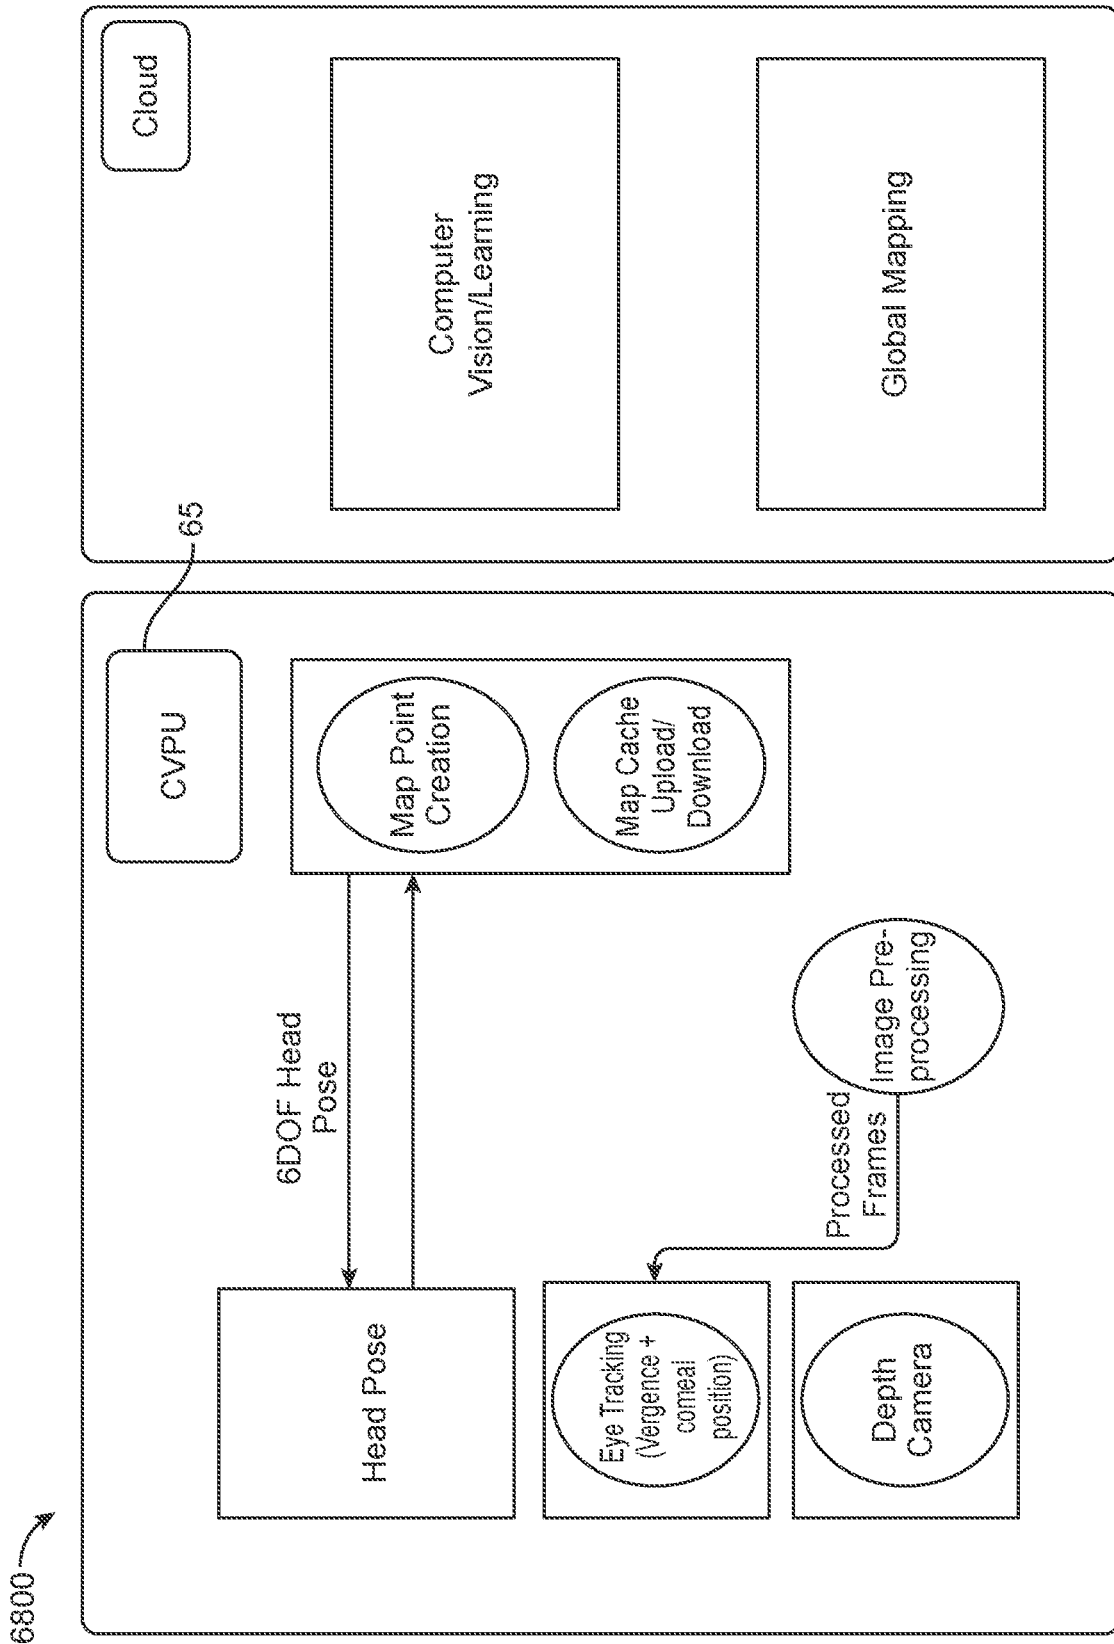 6800
CVPU
65
Cloud
6DOF Head
Pose
Head Pose
Map Point
Creation
Computer
Vision/Learning
Eye Tracking
(Vergence +
comeal
position)
Map Cache
Upload/
Download
Processed
Frames
Image Pre-
processing
Depth
Camera
Global Mapping